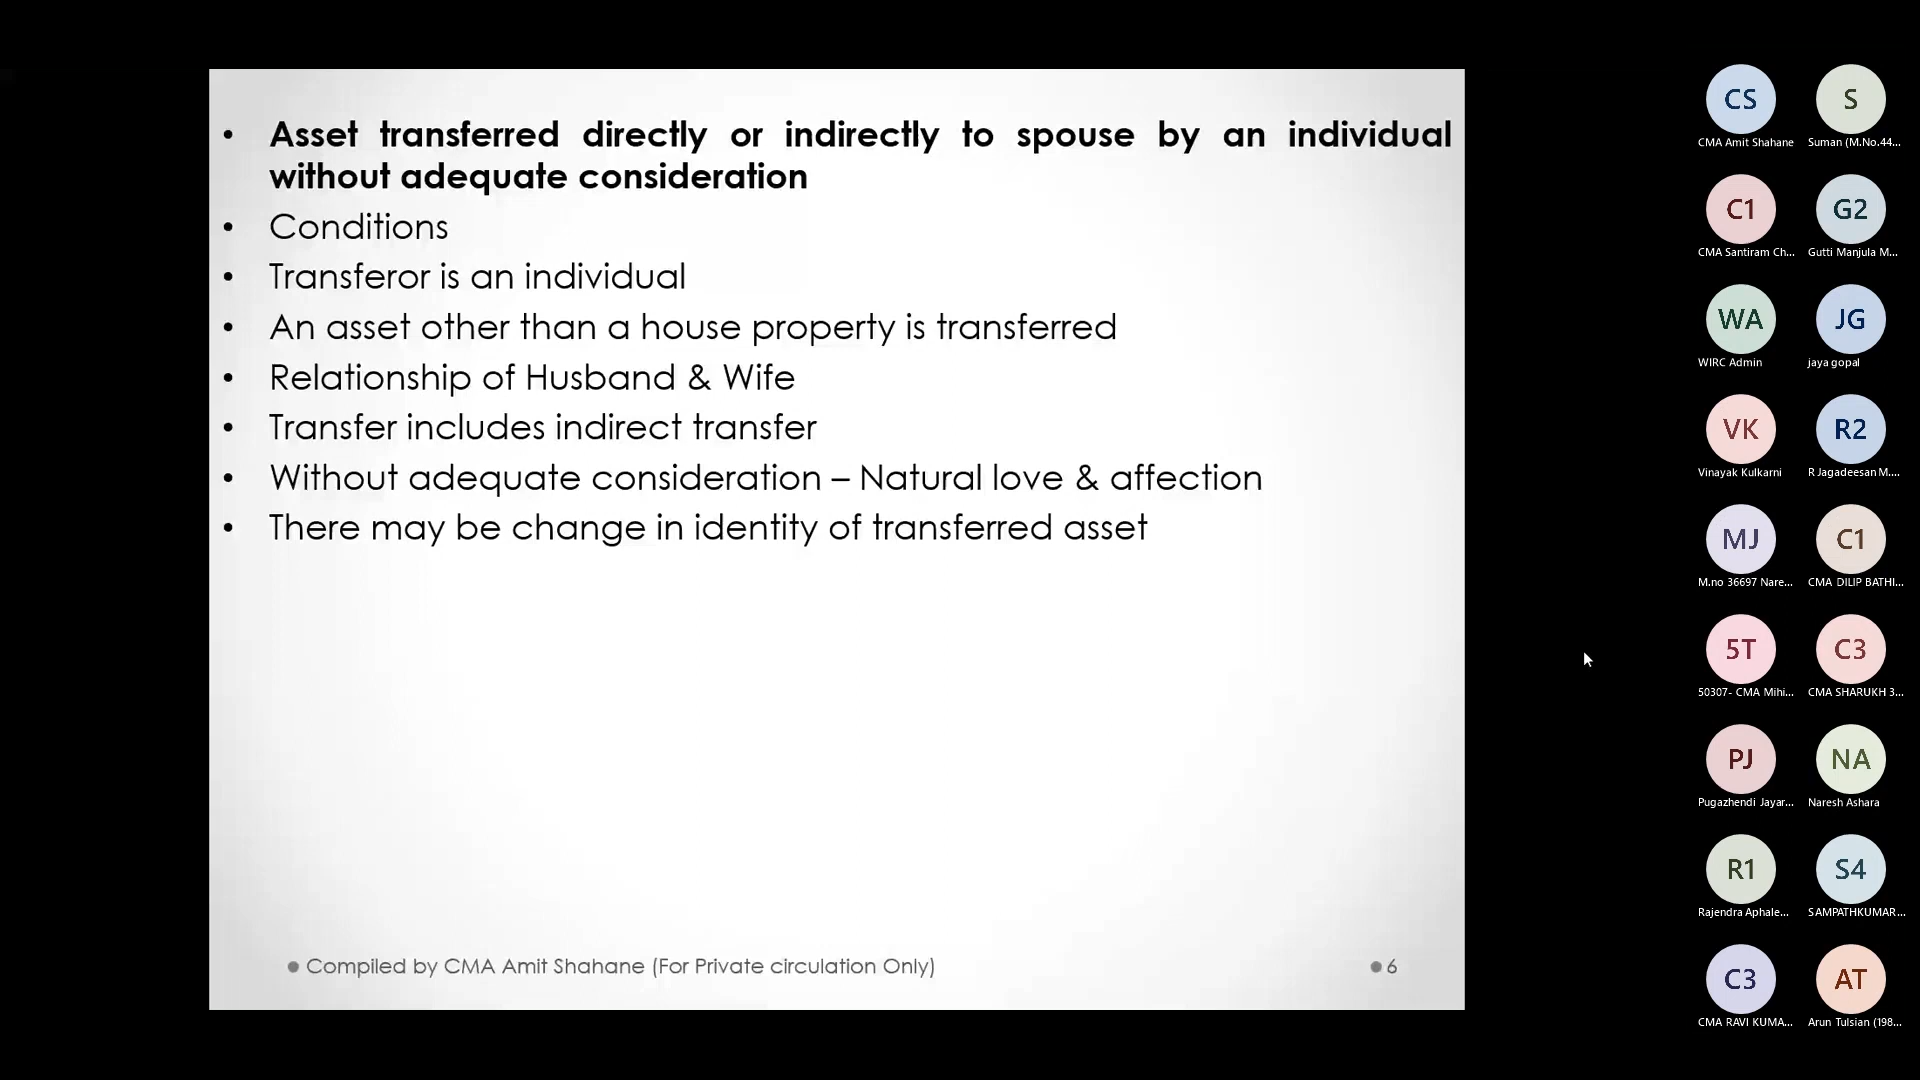 • Asset transferred directly or indirectly to spouse by an individual
without adequate consideration
• Conditions
• Transferor is an individual
• An asset other than a house property is transferred
• Relationship of Husband & Wife
• Transfer includes indirect transfer
• Without adequate consideration – Natural love & affection
• There may be change in identity of transferred asset
• Compiled by CMA Amit Shahane (For Private circulation Only)
• 6
CS
CMA Amit Shahane
S
Suman (M.No.44...
C1
CMA Santiram Ch...
G2
Gutti Manjula M...
WA
WIRC Admin
JG
jaya gopal
VK
Vinayak Kulkarni
R2
R Jagadeesan M....
MJ
M.no 36697 Nare...
C1
CMA DILIP BATHI...
5T
50307- CMA Mihi...
C3
CMA SHARUKH 3...
PJ
Pugazhendi Jayar...
NA
Naresh Ashara
R1
Rajendra Aphale...
S4
SAMPATHKUMAR...
C3
CMA RAVI KUMA...
AT
Arun Tulsian (198...